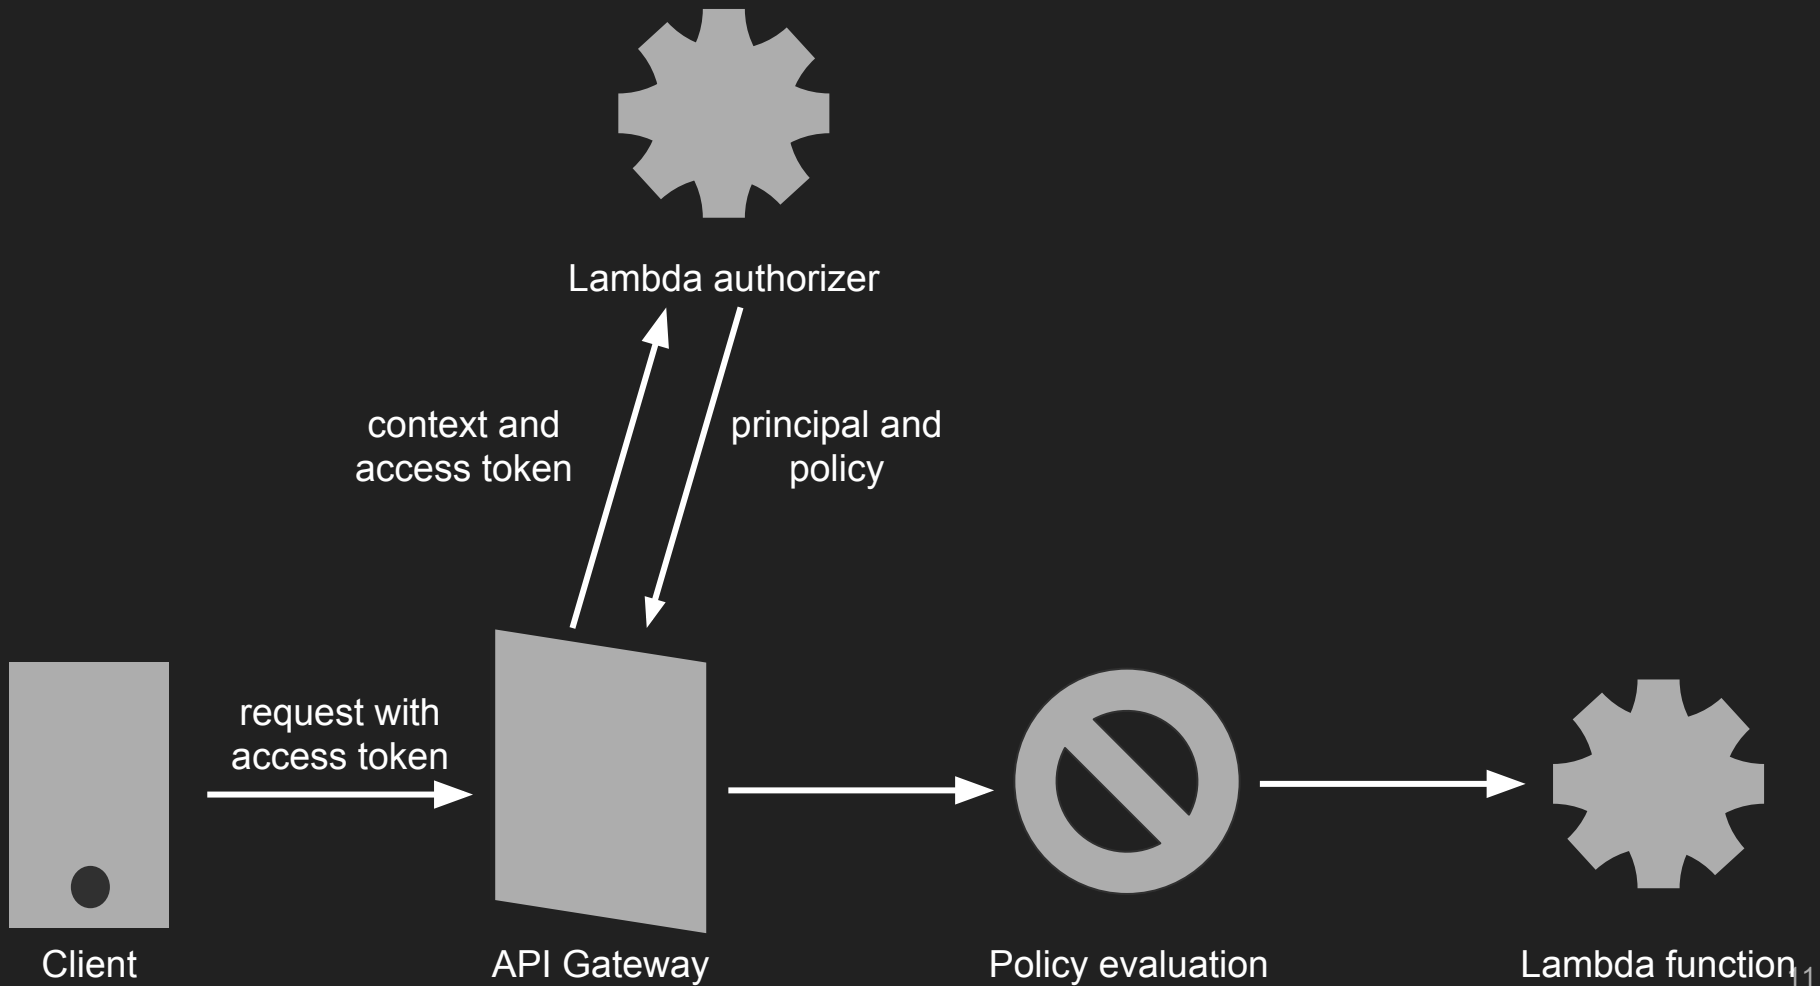 Lambda authorizer
context and
access token
principal and
policy
request with
access token
Client
API Gateway
Policy evaluation
Lambda function
11